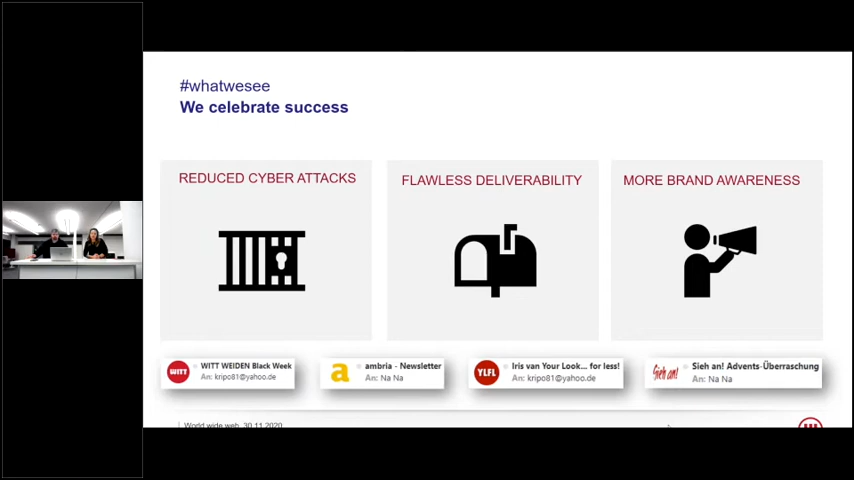 #whatwesee
We celebrate success
REDUCED CYBER ATTACKS
FLAWLESS DELIVERABILITY
MORE BRAND AWARENESS
WITT
WITT WEIDEN Black Week
An: kripo81@yahoo.de
a
ambria - Newsletter
An: Na Na
YLFL
Iris van Your Look... for less!
An: kripo81@yahoo.de
Sieh an!
Sieh an! Advents-Überraschung
An: Na Na
World wide web, 30.11.2020